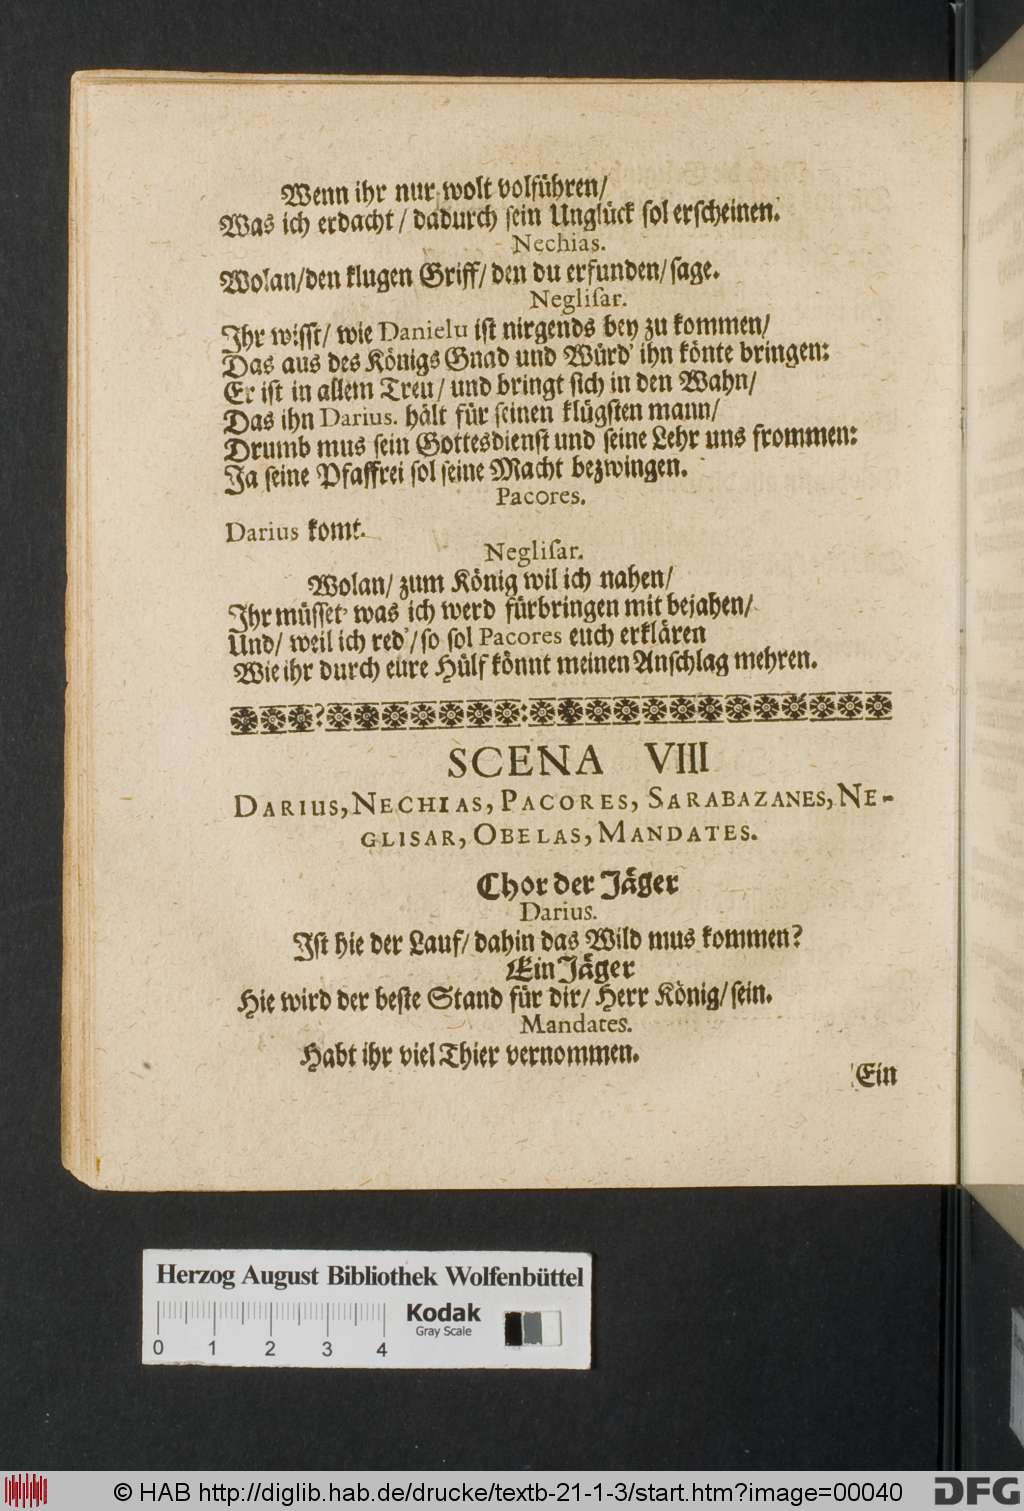 Wenn ihr nur wolt volführen/
Was ich erdacht/ dadurch sein Unglück sol erscheinen.
Nechias.
Wolan/den klugen Griff/ den du erfunden/ sage.
Neglisar.
Ihr wisst/ wie Danielu ist nirgends bey zu kommen/
Das aus des Königs Gnad und Würd' ihn könte bringen:
Er ist in allem Treu/ und bringt sich in den Wahn/
Das ihn Darius. hält für seinen klügsten mann/
Drumb mus sein Gottesdienst und seine Lehr uns frommen:
Ja seine Pfaffrei sol seine Macht bezwingen.
Pacores.
Darius komt.
Neglisar.
Wolan/ zum König wil ich nahen/
Ihr müsset' was ich werd fürbringen mit bejahen/
Und/ weil ich red'/ so sol Pacores euch erklären
Wie ihr durch eure Hülf könnt meinen Anschlag mehren.
SCENA VIII
DARIUS, NECHIAS, PACORES, SARABAZANES, NE-
GLISAR, OBELAS, MANDATES.
Chor der Jäger
Darius.
Ist hie der Lauf/ dahin das Wild mus kommen?
Ein Jäger
Hie wird der beste Stand für dir/ Herr König/ sein.
Mandates.
Habt ihr viel Thier vernommen.
Ein
Herzog August Bibliothek Wolfenbüttel
Kodak
Gray Scale
0 1 2 3 4
© HAB http://diglib.hab.de/drucke/textb-21-1-3/start.htm?image=00040
DFG